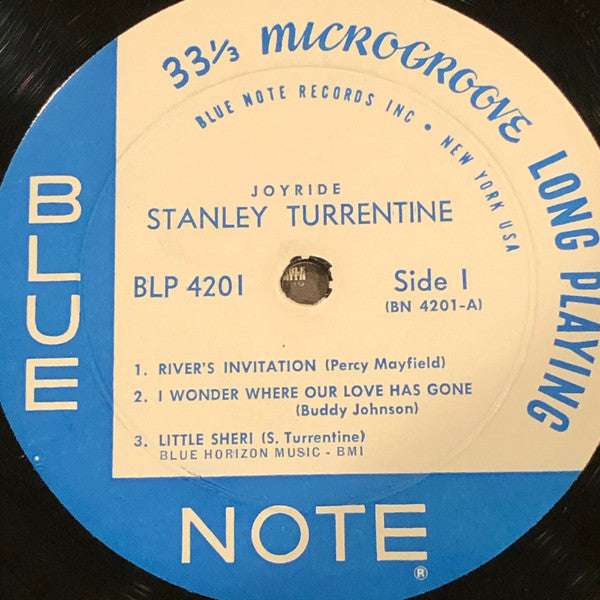 33⅓ MICROGROOVE LONG PLAYING
BLUE NOTE RECORDS INC • NEW YORK USA
JOYRIDE
STANLEY TURRENTINE
BLP 4201
Side 1
(BN 4201-A)
1. RIVER'S INVITATION (Percy Mayfield)
2. I WONDER WHERE OUR LOVE HAS GONE
(Buddy Johnson)
3. LITTLE SHERI (S. Turrentine)
BLUE HORIZON MUSIC - BMI
BLUE
NOTE ®